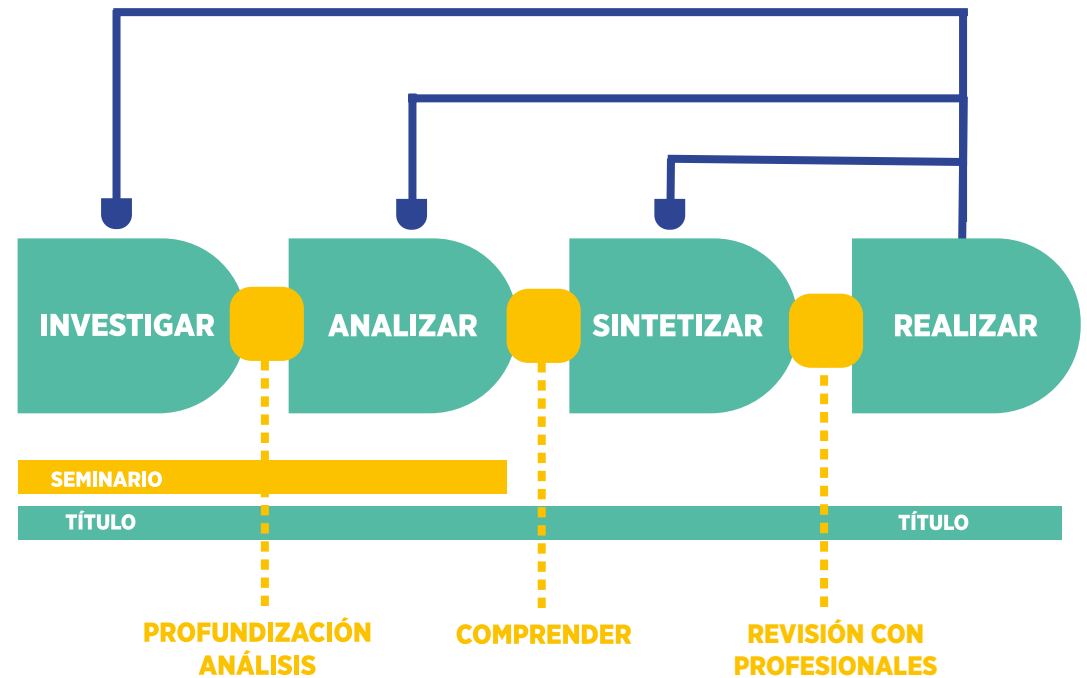 INVESTIGAR
ANALIZAR
SINTETIZAR
REALIZAR
SEMINARIO
TÍTULO
TÍTULO
PROFUNDIZACIÓN
ANÁLISIS
COMPRENDER
REVISIÓN CON
PROFESIONALES